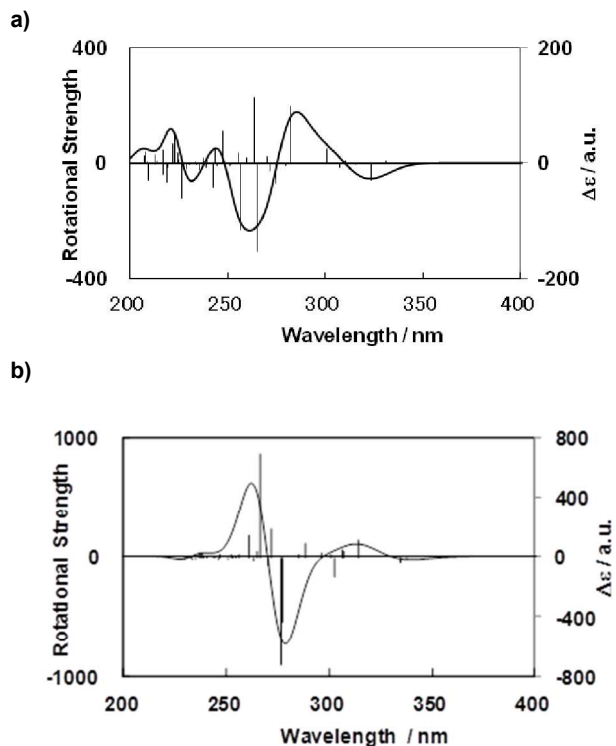 a)
400 200
Rotational Strength
0 0
Δε / a.u.
-400 -200
200 250 300 350 400
Wavelength / nm
b)
1000 800
400
Rotational Strength
0 0
Δε / a.u.
-400
-1000 -800
200 250 300 350 400
Wavelength / nm